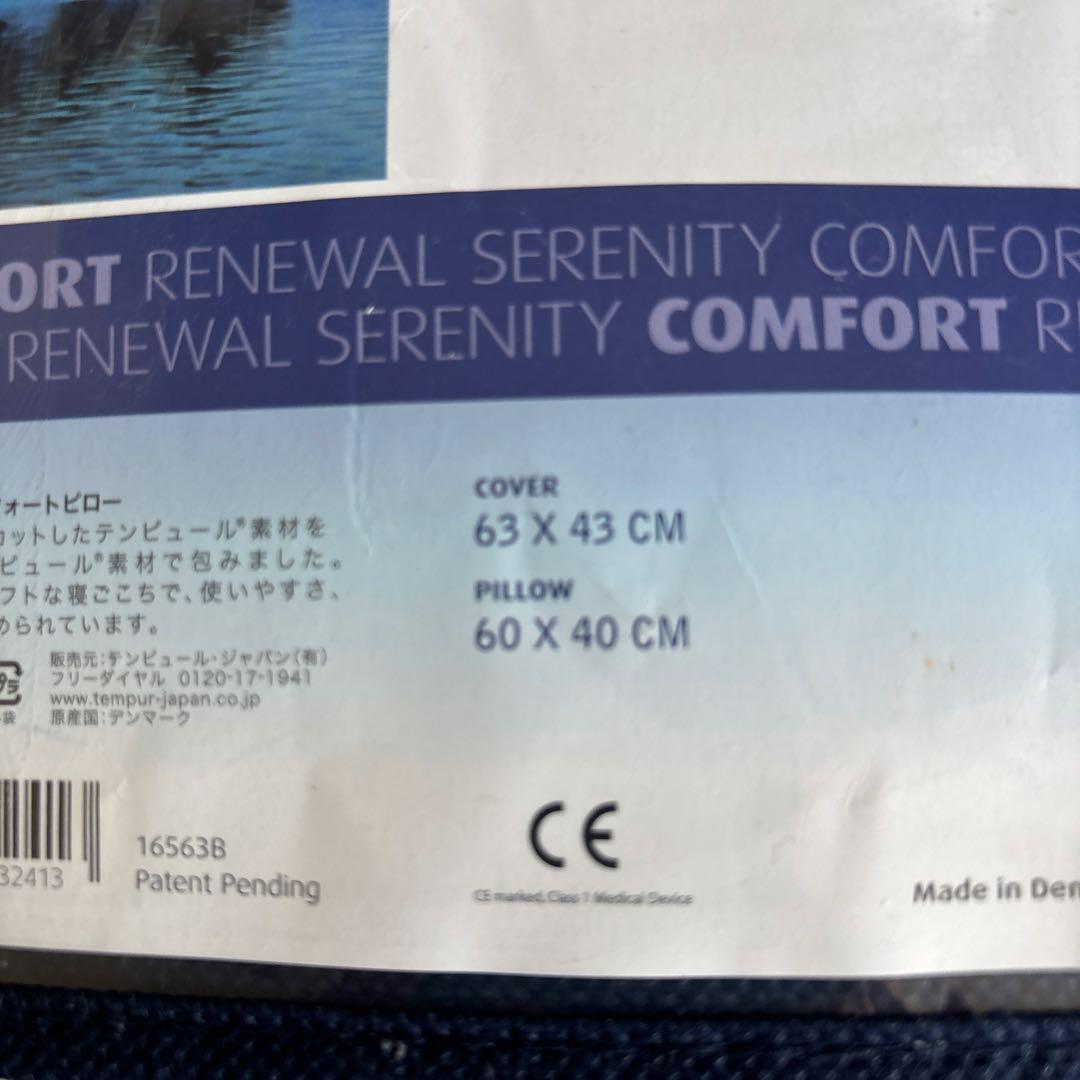 ORT RENEWAL SERENITY COMFOR
RENEWAL SERENITY COMFORT R
ォートピロー
カットしたテンピュール®素材を
ピュール®素材で包みました。
フトな寝ごこちで、使いやすさ、
められています。
プラ
袋
販売元:テンピュール・ジャパン(有)
フリーダイヤル 0120-17-1941
www.tempur-japan.co.jp
原産国:デンマーク
COVER
63 X 43 CM
PILLOW
60 X 40 CM
32413
16563B
Patent Pending
CE
CE marked. Class 1 Medical Device
Made in Den